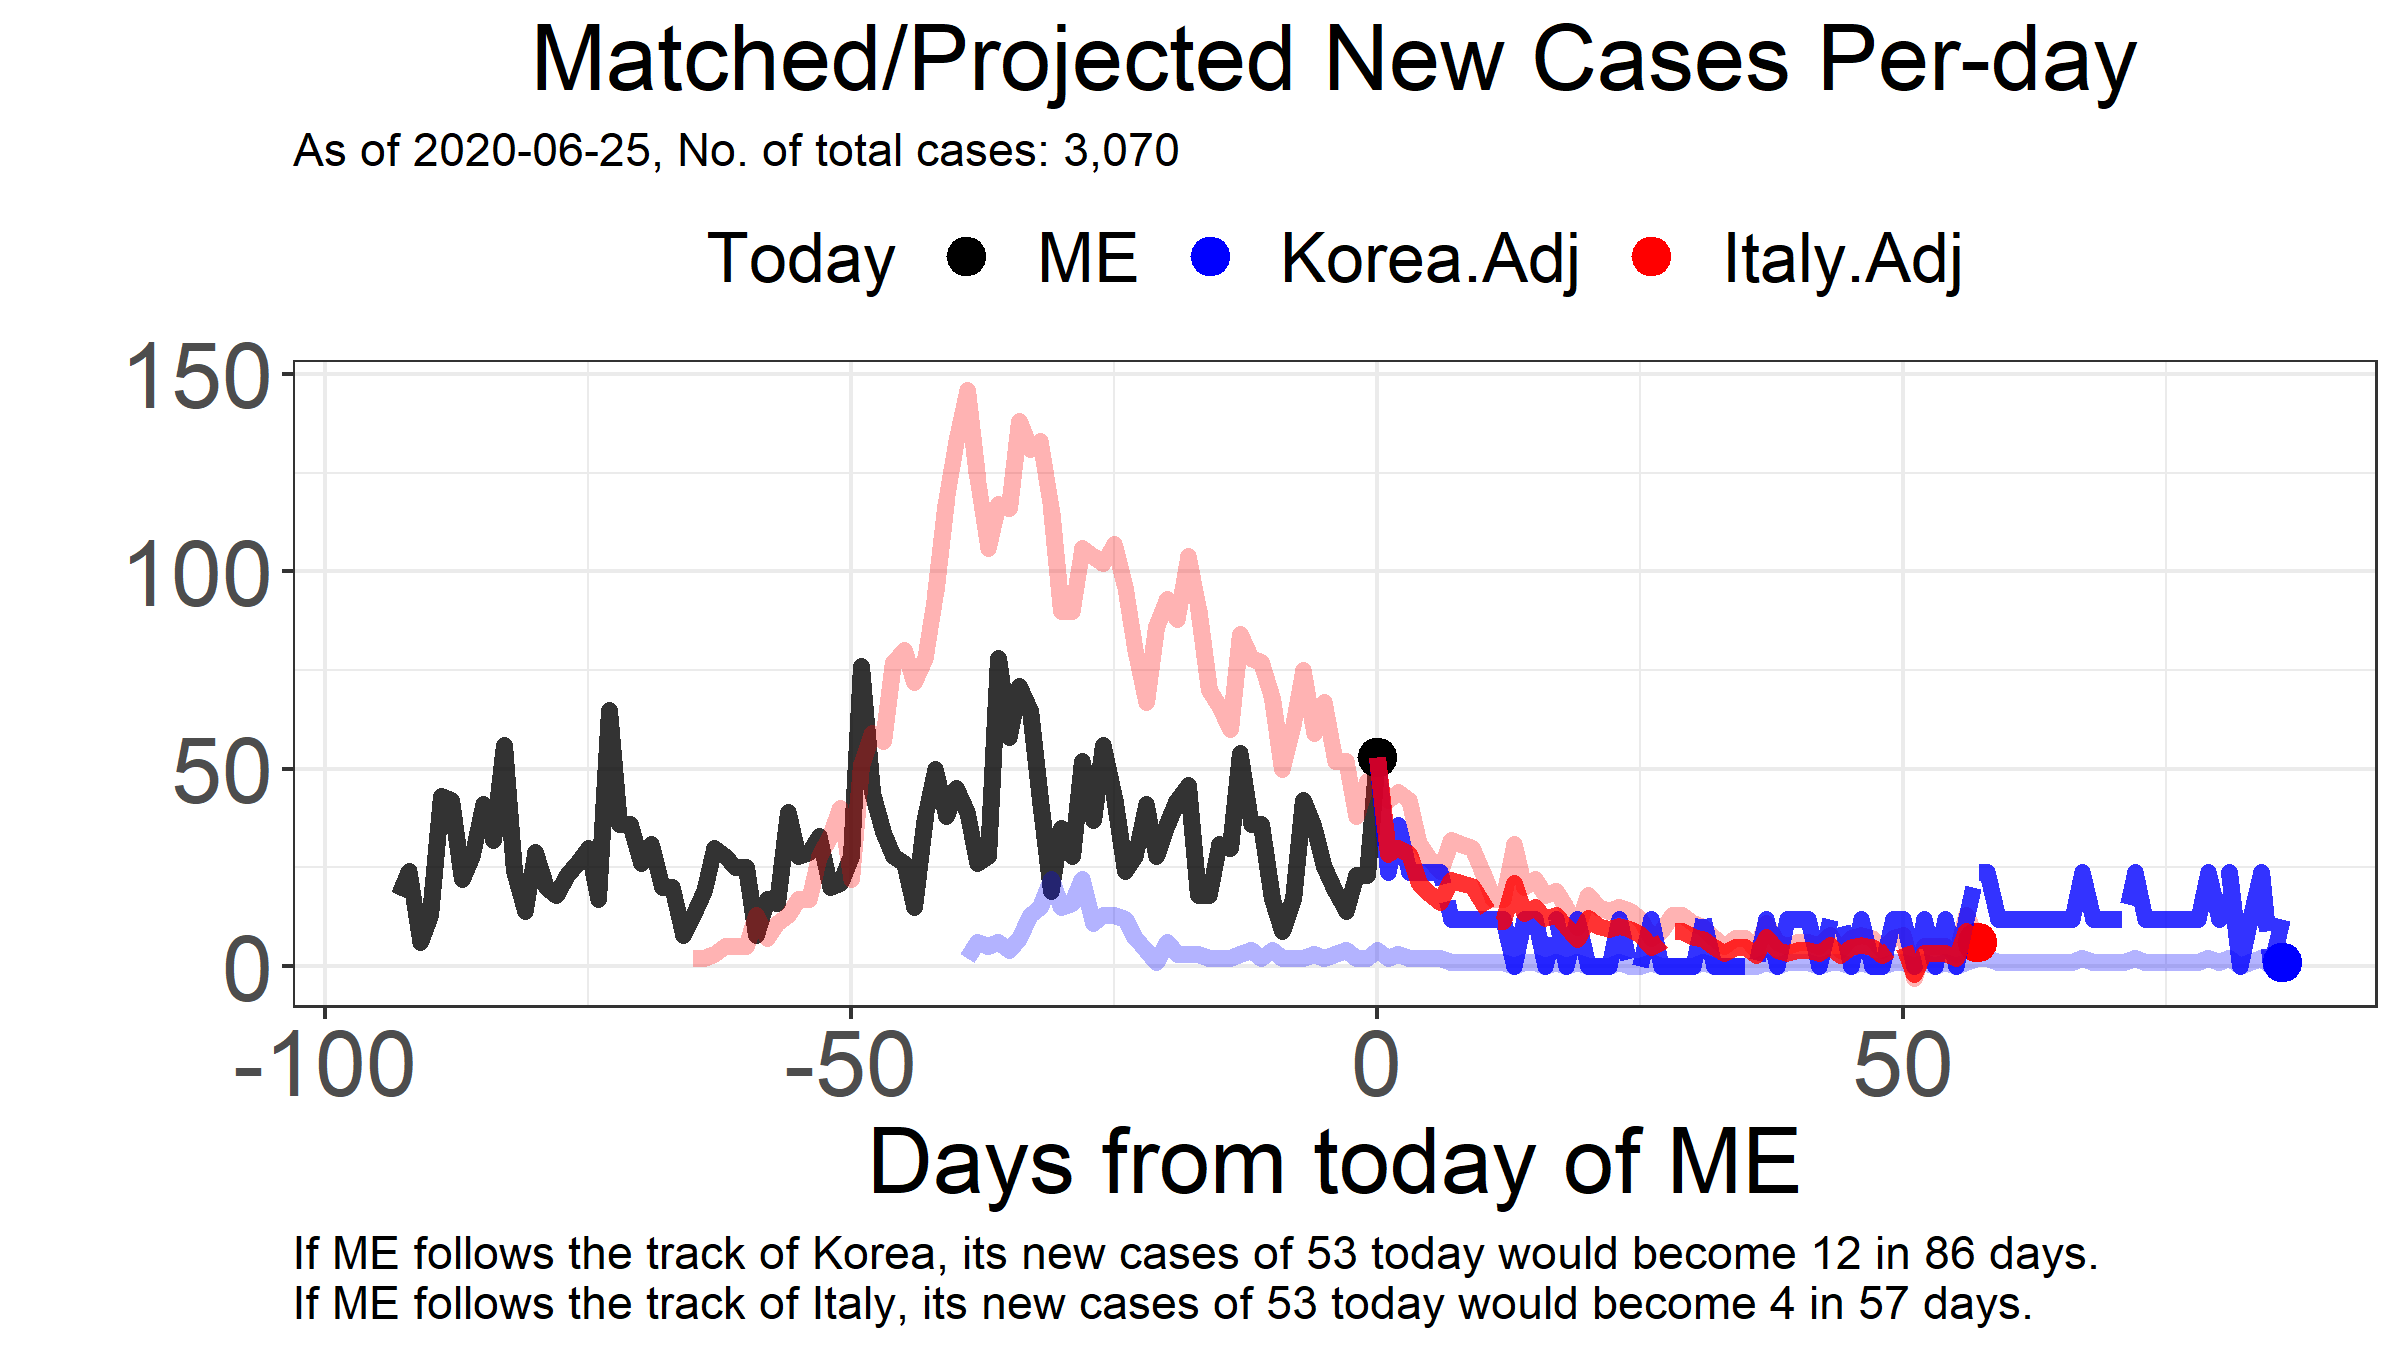 Matched/Projected New Cases Per-day
As of 2020-06-25, No. of total cases: 3,070
Today ME Korea.Adj Italy.Adj
150
100
50
0
-100 -50 0 50
Days from today of ME
If ME follows the track of Korea, its new cases of 53 today would become 12 in 86 days.
If ME follows the track of Italy, its new cases of 53 today would become 4 in 57 days.